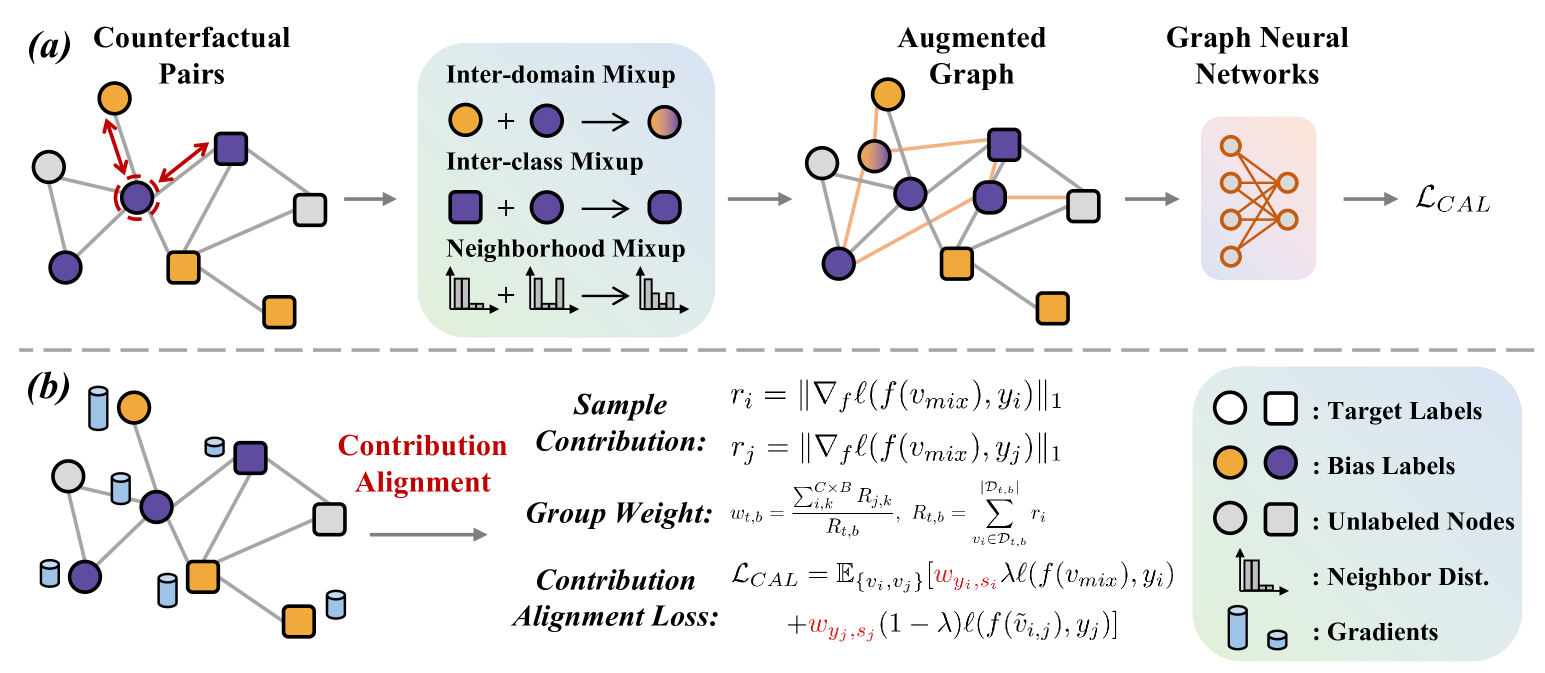 (a)
Counterfactual
Pairs
Inter-domain Mixup
+
Inter-class Mixup
+
Neighborhood Mixup
+
Augmented
Graph
Graph Neural
Networks
$\mathcal{L}_{CAL}$
(b)
Contribution
Alignment
Sample
Contribution:
$r_i = \|\nabla_f \ell(f(v_{mix}), y_i)\|_1$
$r_j = \|\nabla_f \ell(f(v_{mix}), y_j)\|_1$
Group Weight:
$w_{t,b} = \frac{\sum_{i,k}^{C \times B} R_{j,k}}{R_{t,b}}, \ R_{t,b} = \sum_{v_i \in \mathcal{D}_{t,b}}^{|\mathcal{D}_{t,b}|} r_i$
Contribution
Alignment Loss:
$\mathcal{L}_{CAL} = \mathbb{E}_{\{v_i, v_j\}}[w_{y_i, s_i} \lambda \ell(f(v_{mix}), y_i)$
$+ w_{y_j, s_j}(1 - \lambda) \ell(f(\tilde{v}_{i,j}), y_j)]$
: Target Labels
: Bias Labels
: Unlabeled Nodes
: Neighbor Dist.
: Gradients